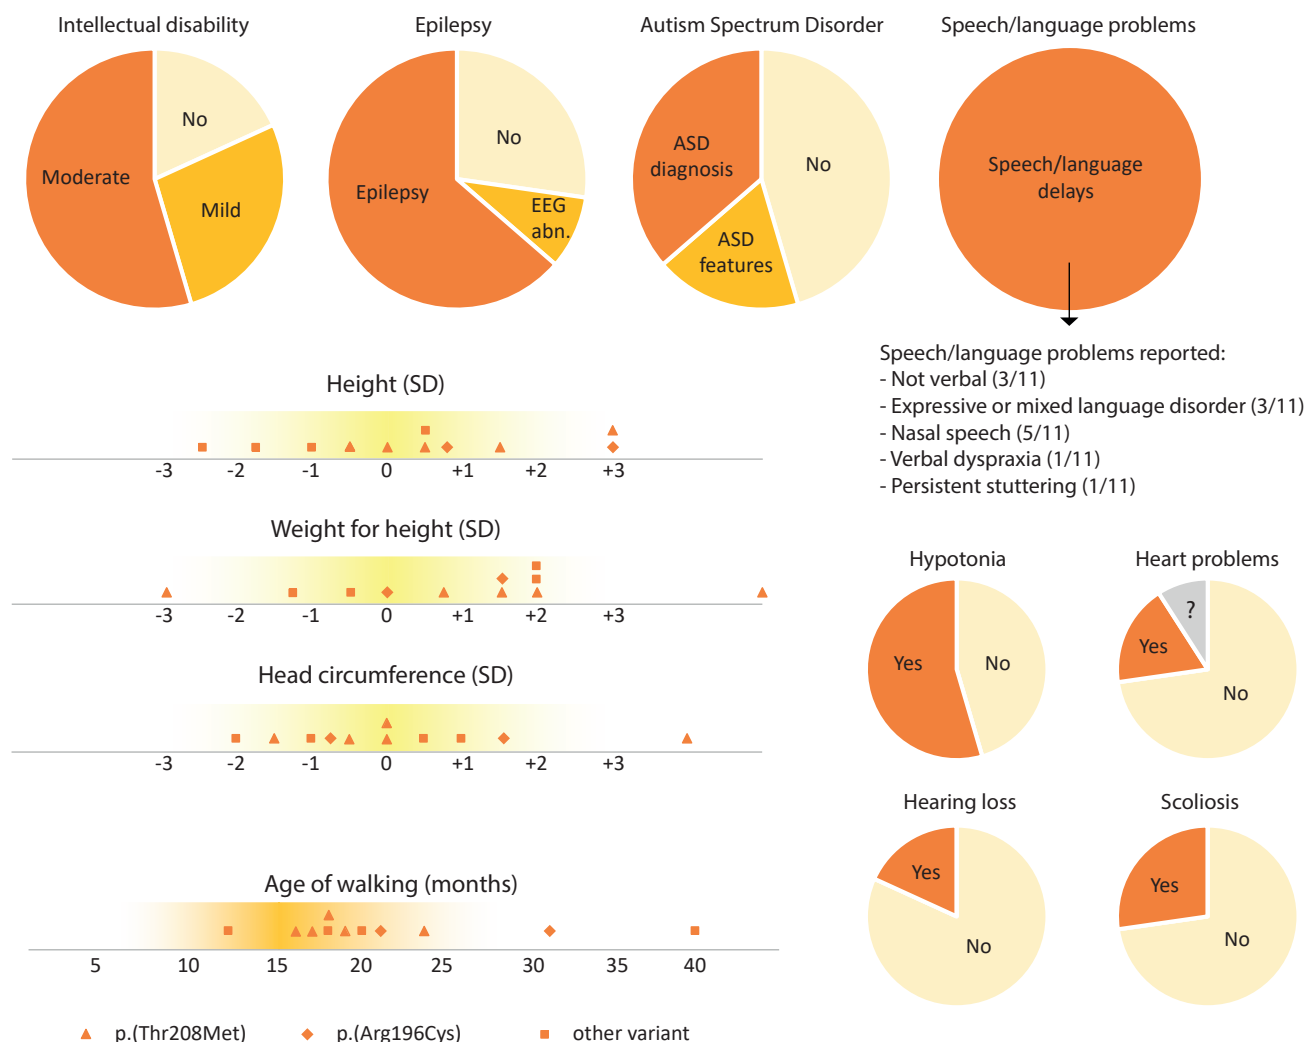 Intellectual disability
Epilepsy
Autism Spectrum Disorder
Speech/language problems
No
Moderate
Mild
No
Epilepsy
EEG
abn.
ASD
diagnosis
No
ASD
features
Speech/language
delays
Speech/language problems reported:
- Not verbal (3/11)
- Expressive or mixed language disorder (3/11)
- Nasal speech (5/11)
- Verbal dyspraxia (1/11)
- Persistent stuttering (1/11)
Height (SD)
-3 -2 -1 0 +1 +2 +3
Weight for height (SD)
-3 -2 -1 0 +1 +2 +3
Head circumference (SD)
-3 -2 -1 0 +1 +2 +3
Age of walking (months)
5 10 15 20 25 30 35 40
p.(Thr208Met) p.(Arg196Cys) other variant
Hypotonia
Yes
No
Heart problems
?
Yes
No
Hearing loss
Yes
No
Scoliosis
Yes
No